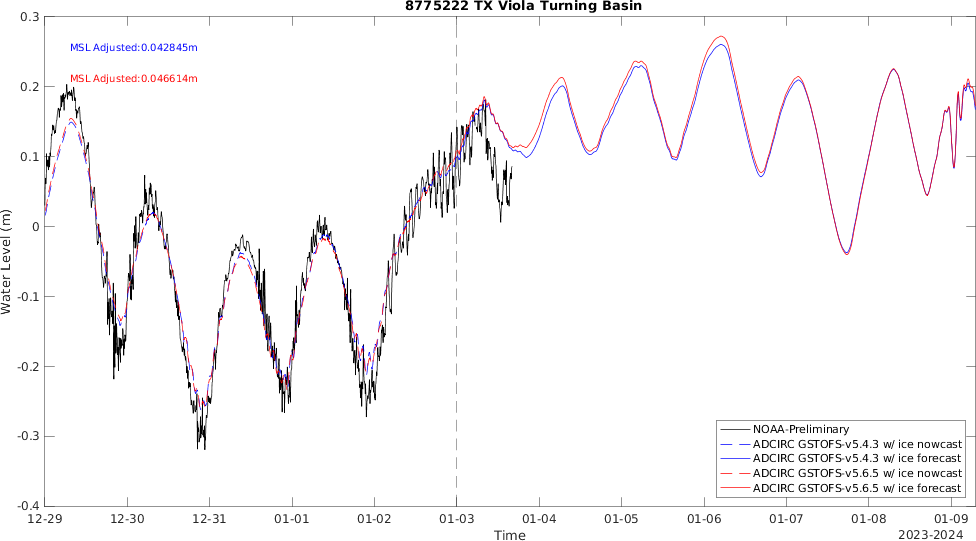 8775222 TX Viola Turning Basin
MSL Adjusted:0.042845m
MSL Adjusted:0.046614m
Water Level (m)
0.3
0.2
0.1
0
-0.1
-0.2
-0.3
-0.4
NOAA-Preliminary
ADCIRC GSTOFS-v5.4.3 w/ ice nowcast
ADCIRC GSTOFS-v5.4.3 w/ ice forecast
ADCIRC GSTOFS-v5.6.5 w/ ice nowcast
ADCIRC GSTOFS-v5.6.5 w/ ice forecast
12-29 12-30 12-31 01-01 01-02 01-03 01-04 01-05 01-06 01-07 01-08 01-09
Time
2023-2024